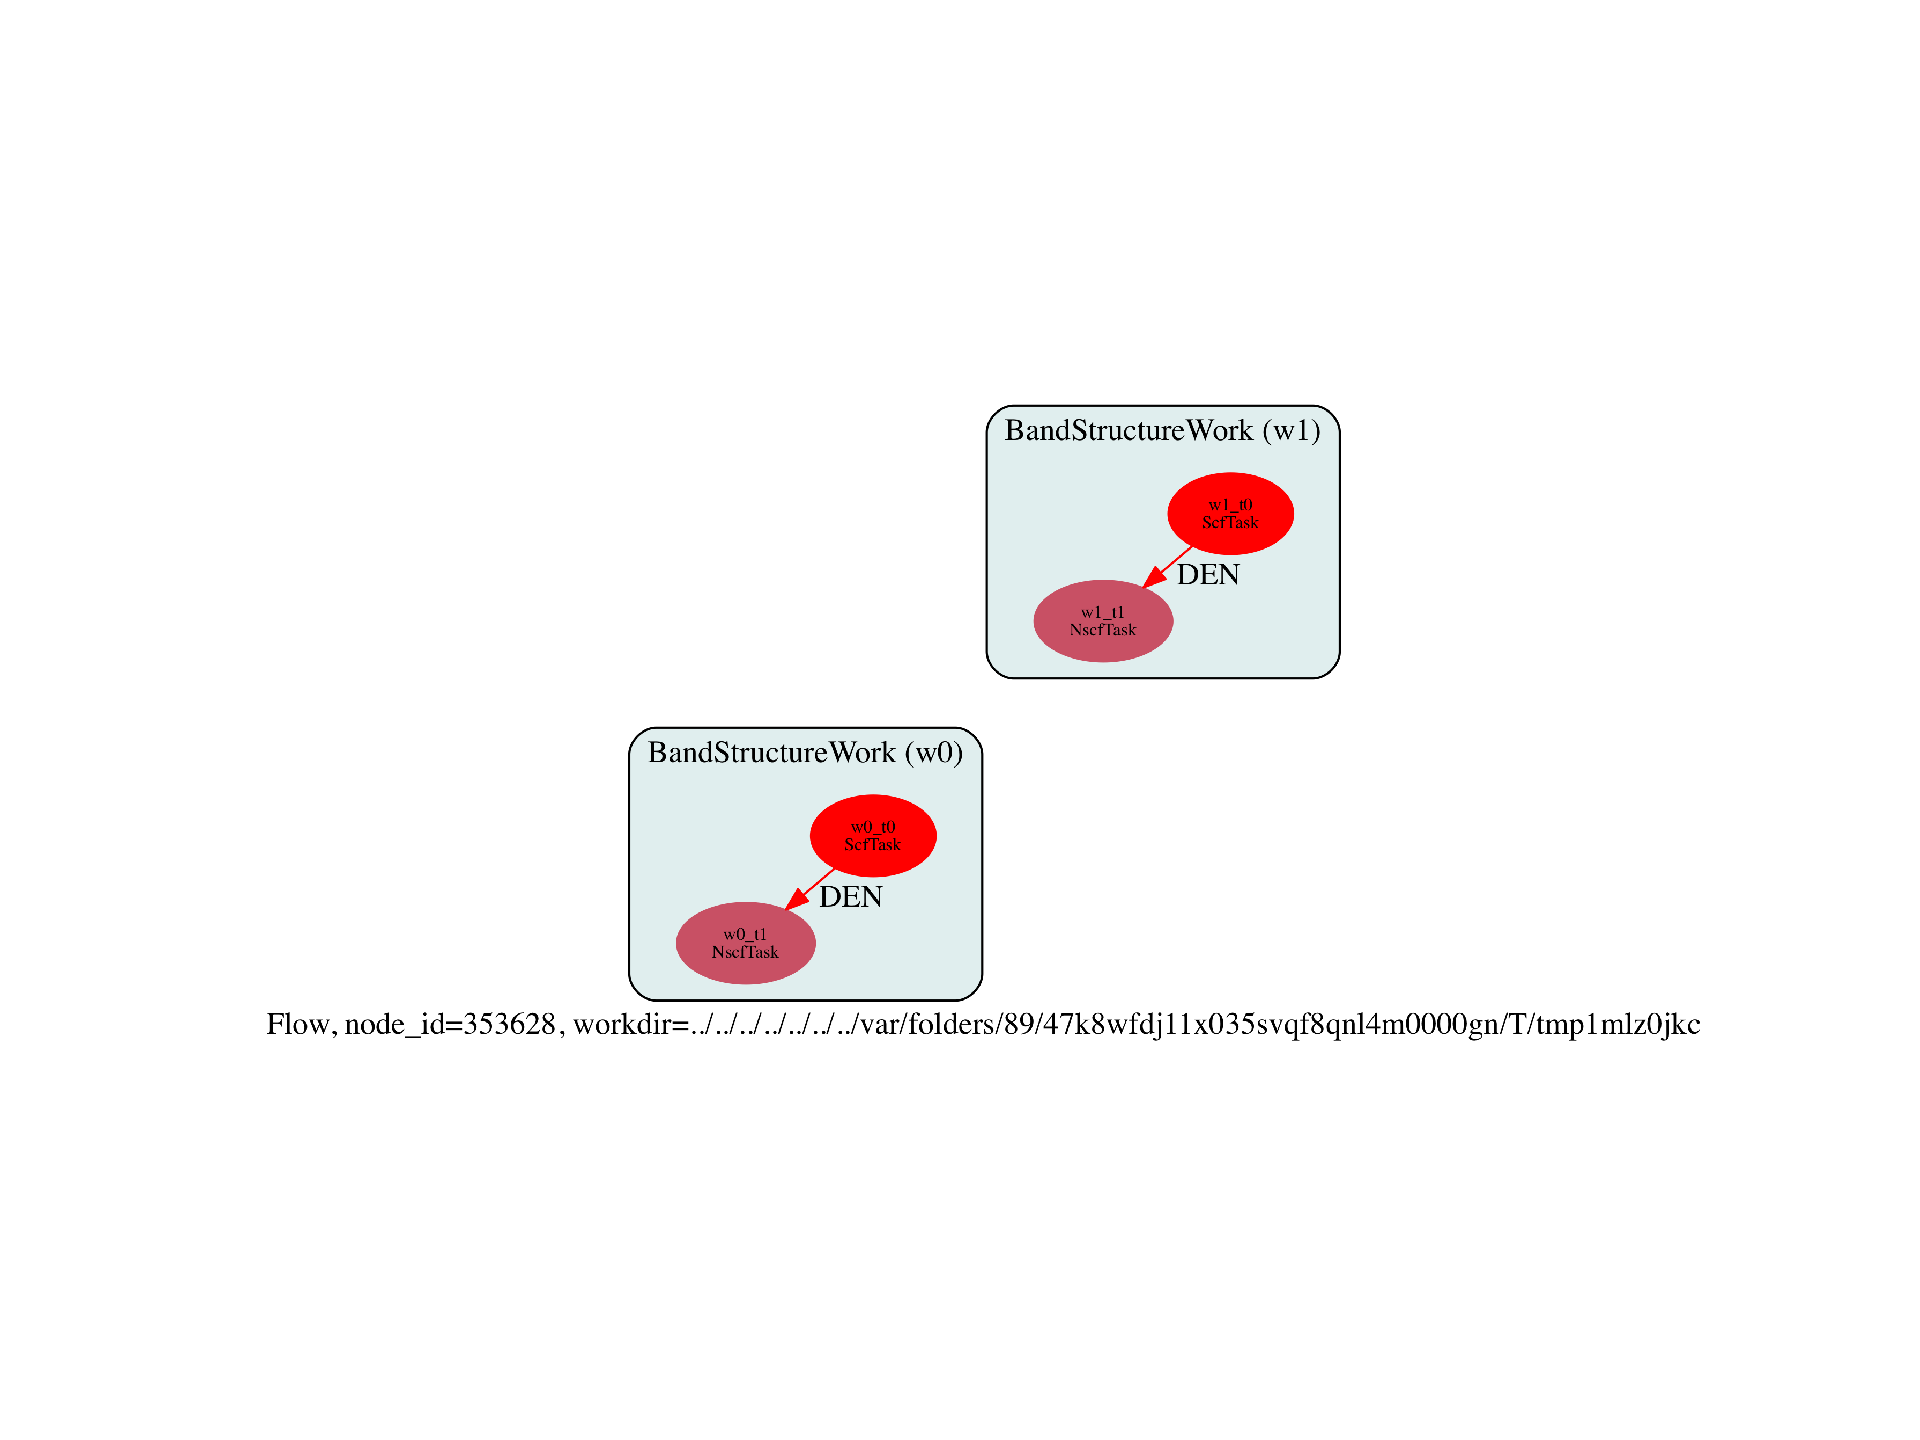 BandStructureWork (w1)
w1_t0
ScfTask
DEN
w1_t1
NscfTask
BandStructureWork (w0)
w0_t0
ScfTask
DEN
w0_t1
NscfTask
Flow, node_id=353628, workdir=../../../../../../../var/folders/89/47k8wfdj11x035svqf8qnl4m0000gn/T/tmp1mlz0jkc